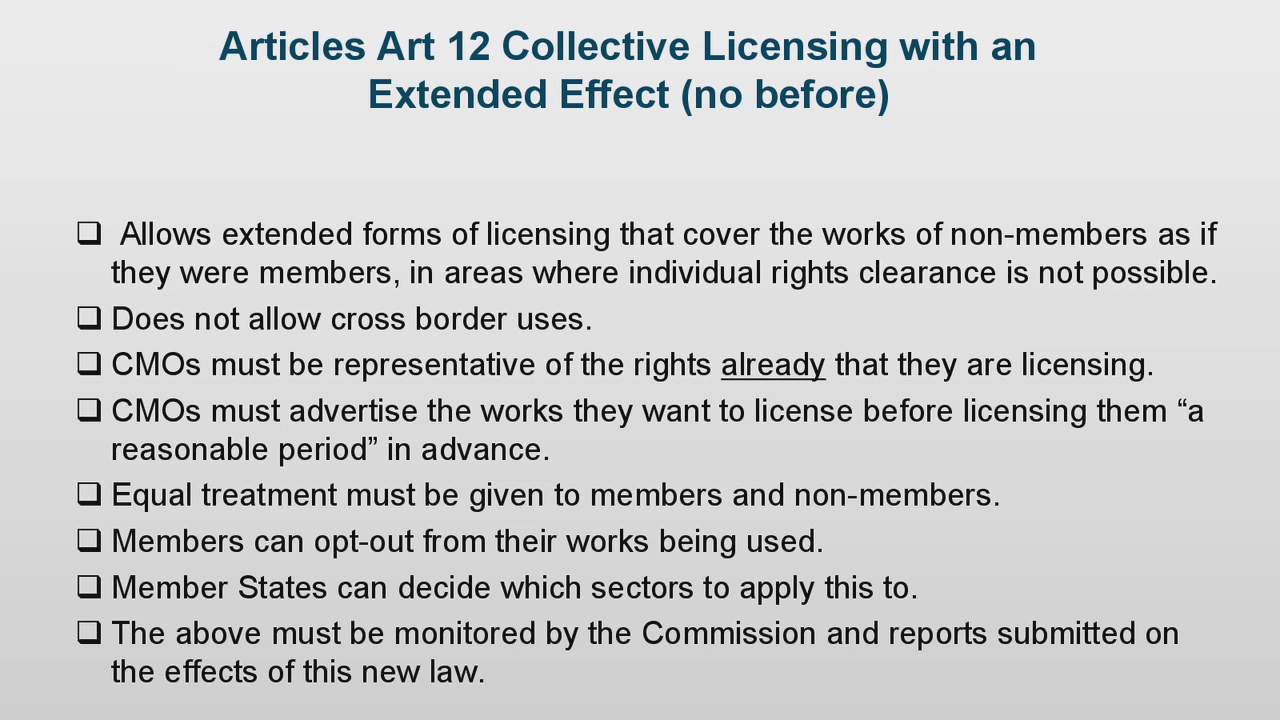 Articles Art 12 Collective Licensing with an
Extended Effect (no before)
❑ Allows extended forms of licensing that cover the works of non-members as if
they were members, in areas where individual rights clearance is not possible.
❑ Does not allow cross border uses.
❑ CMOs must be representative of the rights already that they are licensing.
❑ CMOs must advertise the works they want to license before licensing them “a
reasonable period” in advance.
❑ Equal treatment must be given to members and non-members.
❑ Members can opt-out from their works being used.
❑ Member States can decide which sectors to apply this to.
❑ The above must be monitored by the Commission and reports submitted on
the effects of this new law.